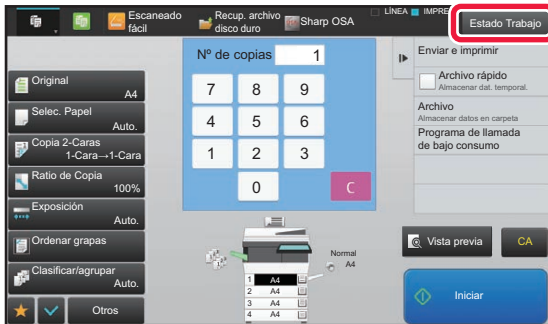 Escaneado
fácil
Recup. archivo
disco duro
Sharp OSA
LÍNEA
Estado Trabajo
Original
A4
Selec. Papel
Auto.
Copia 2-Caras
1-Cara→1-Cara
Ratio de Copia
100%
Exposición
Auto.
Ordenar grapas
Clasificar/agrupar
Auto.
Otros
Nº de copias 1
7 8 9
4 5 6
1 2 3
0 C
Normal
A4
1 A4
2 A4
3 A4
4 A4
Enviar e imprimir
Archivo rápido
Almacenar dat. temporal.
Archivo
Almacenar datos en carpeta
Programa de llamada
de bajo consumo
Vista previa
CA
Iniciar